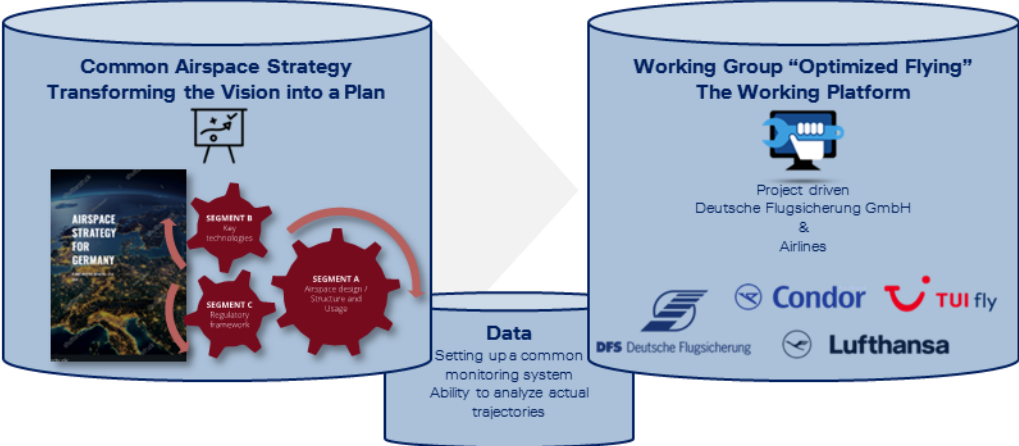 Common Airspace Strategy
Transforming the Vision into a Plan
AIRSPACE
STRATEGY
FOR
GERMANY
SEGMENT B
Key
technologies
SEGMENT C
Regulatory
framework
SEGMENT A
Airspace design /
Structure and
Usage
Data
Setting up a common
monitoring system
Ability to analyze actual
trajectories
Working Group “Optimized Flying”
The Working Platform
Project driven
Deutsche Flugsicherung GmbH
&
Airlines
DFS Deutsche Flugsicherung
Condor
TUI fly
Lufthansa